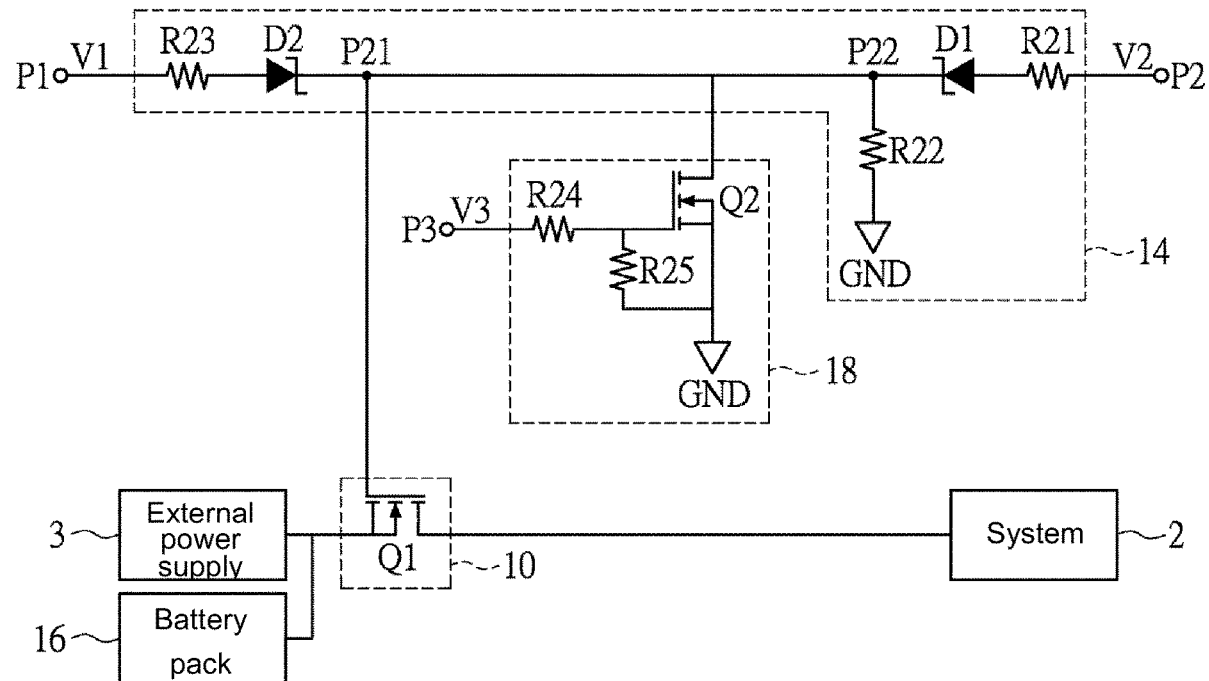 P1 V1 R23 D2 P21 P22 D1 R21 V2 P2
R22
GND
14
P3 V3 R24 Q2
R25
GND
18
3
External
power
supply
Q1
10
System
2
16
Battery
pack